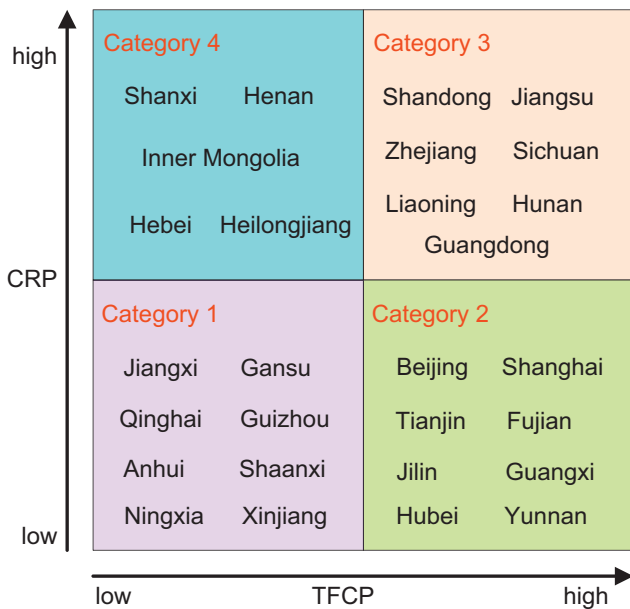 high
Category 4
Shanxi Henan
Inner Mongolia
Hebei Heilongjiang
Category 3
Shandong Jiangsu
Zhejiang Sichuan
Liaoning Hunan
Guangdong
CRP
Category 1
Jiangxi Gansu
Qinghai Guizhou
Anhui Shaanxi
Ningxia Xinjiang
Category 2
Beijing Shanghai
Tianjin Fujian
Jilin Guangxi
Hubei Yunnan
low
low TFCP high